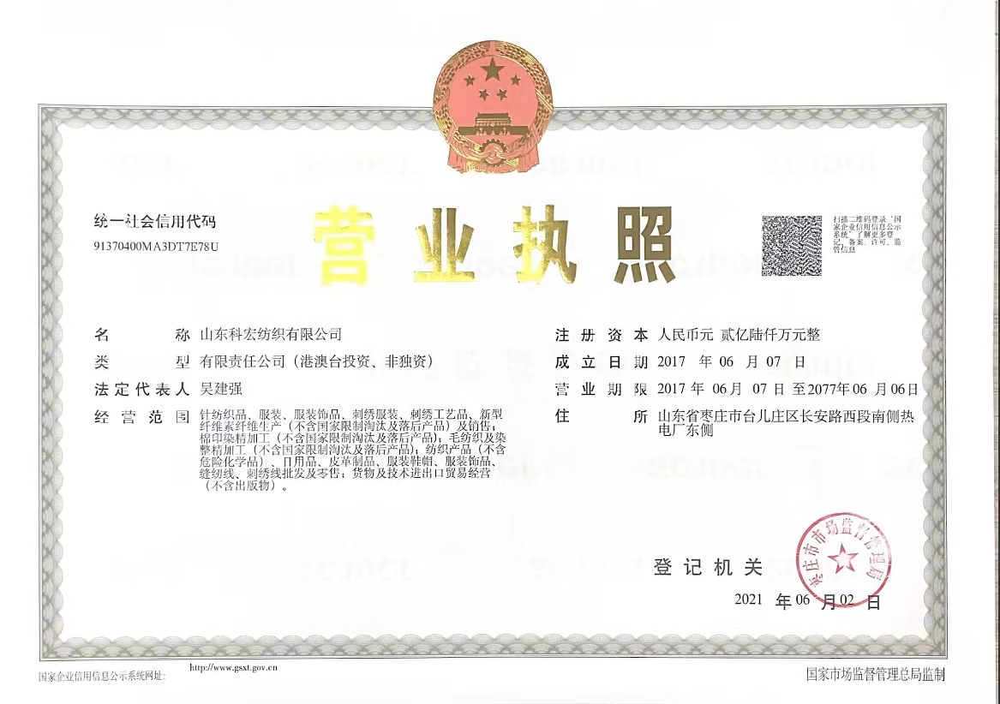 营业执照
统一社会信用代码
91370400MA3DT7E78U
扫描二维码登录‘国
家企业信用信息公示
系统’了解更多登
记、备案、许可、监
管信息
名 称 山东科宏纺织有限公司
类 型 有限责任公司（港澳台投资、非独资）
法定代表人 吴建强
经营范围 针纺织品、服装、服装饰品、刺绣服装、刺绣工艺品、新型
纤维素纤维生产（不含国家限制淘汰及落后产品）及销售；
棉印染精加工（不含国家限制淘汰及落后产品)；毛纺织及染
整精加工（不含国家限制淘汰及落后产品)；纺织产品（不含
危险化学品）、日用品、皮革制品、服装鞋帽、服装饰品、
缝纫线、刺绣线批发及零售；货物及技术进出口贸易经营
（不含出版物）。
注册资本 人民币元 贰亿陆仟万元整
成立日期 2017 年 06 月 07 日
营业期限 2017 年 06月 07 日 至2077年06 月06日
住 所 山东省枣庄市台儿庄区长安路西段南侧热
电厂东侧
登记机关
枣庄市市场监督管理局
2021 年 06 月 02 日
国家企业信用信息公示系统网址：
http://www.gsxt.gov.cn
国家市场监督管理总局监制